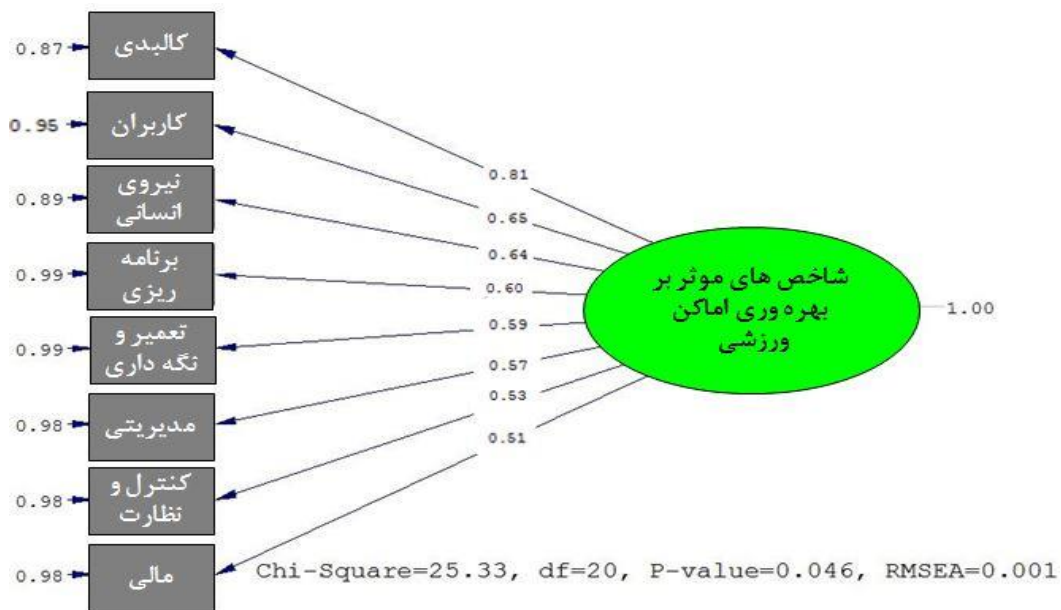 0.87
کالبدی
0.95
کاربران
0.89
نیروی
انسانی
0.99
برنامه
ریزی
0.99
تعمیر و
نگه داری
0.98
مدیریتی
0.98
کنترل و
نظارت
0.98
مالی
0.81
0.65
0.64
0.60
0.59
0.57
0.53
0.51
شاخص های موثر بر
بهره وری اماکن
ورزشی
1.00
Chi-Square=25.33, df=20, P-value=0.046, RMSEA=0.001